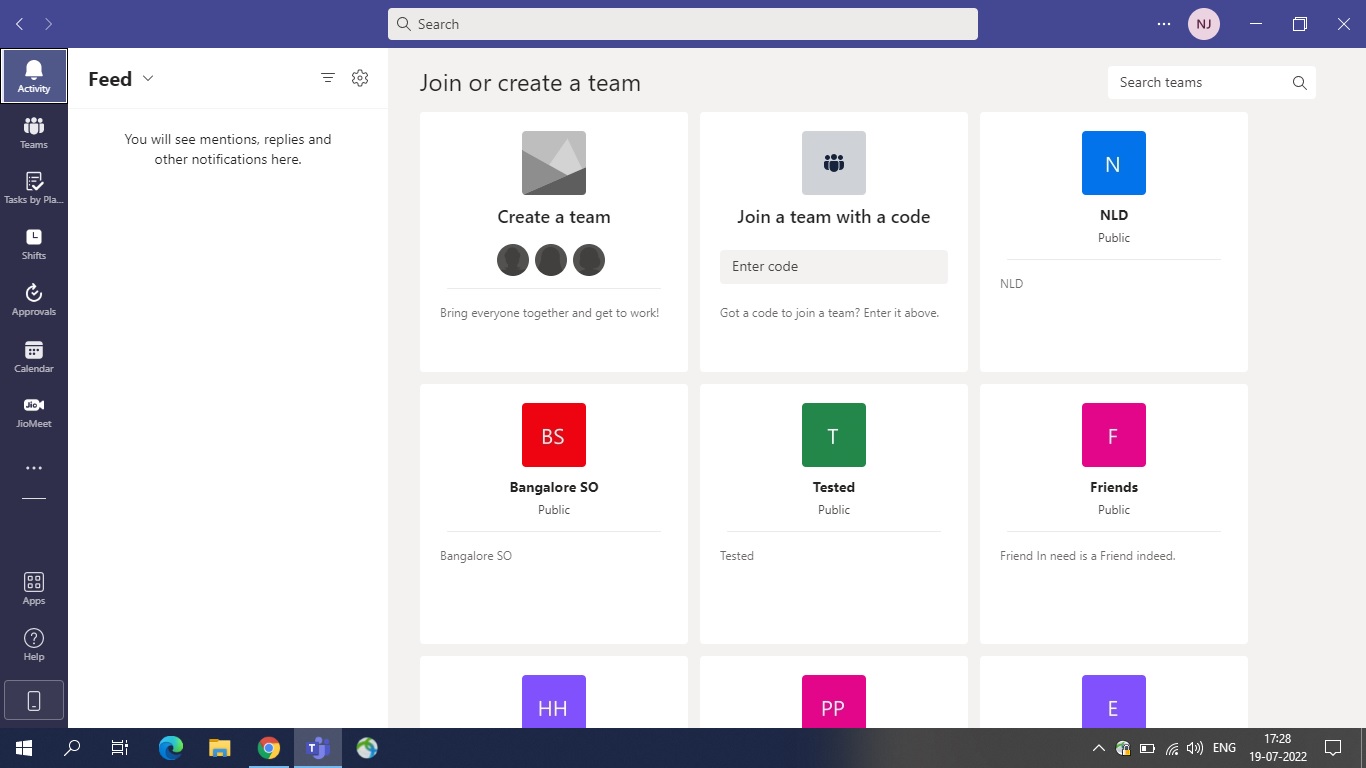 Search
NJ
Activity
Teams
Tasks by Pla...
Shifts
Approvals
Calendar
Jio
JioMeet
Apps
Help
Feed
You will see mentions, replies and
other notifications here.
Join or create a team
Search teams
Create a team
Bring everyone together and get to work!
Join a team with a code
Enter code
Got a code to join a team? Enter it above.
N
NLD
Public
NLD
BS
Bangalore SO
Public
Bangalore SO
T
Tested
Public
Tested
F
Friends
Public
Friend In need is a Friend indeed.
HH
PP
E
T
ENG
17:28
19-07-2022